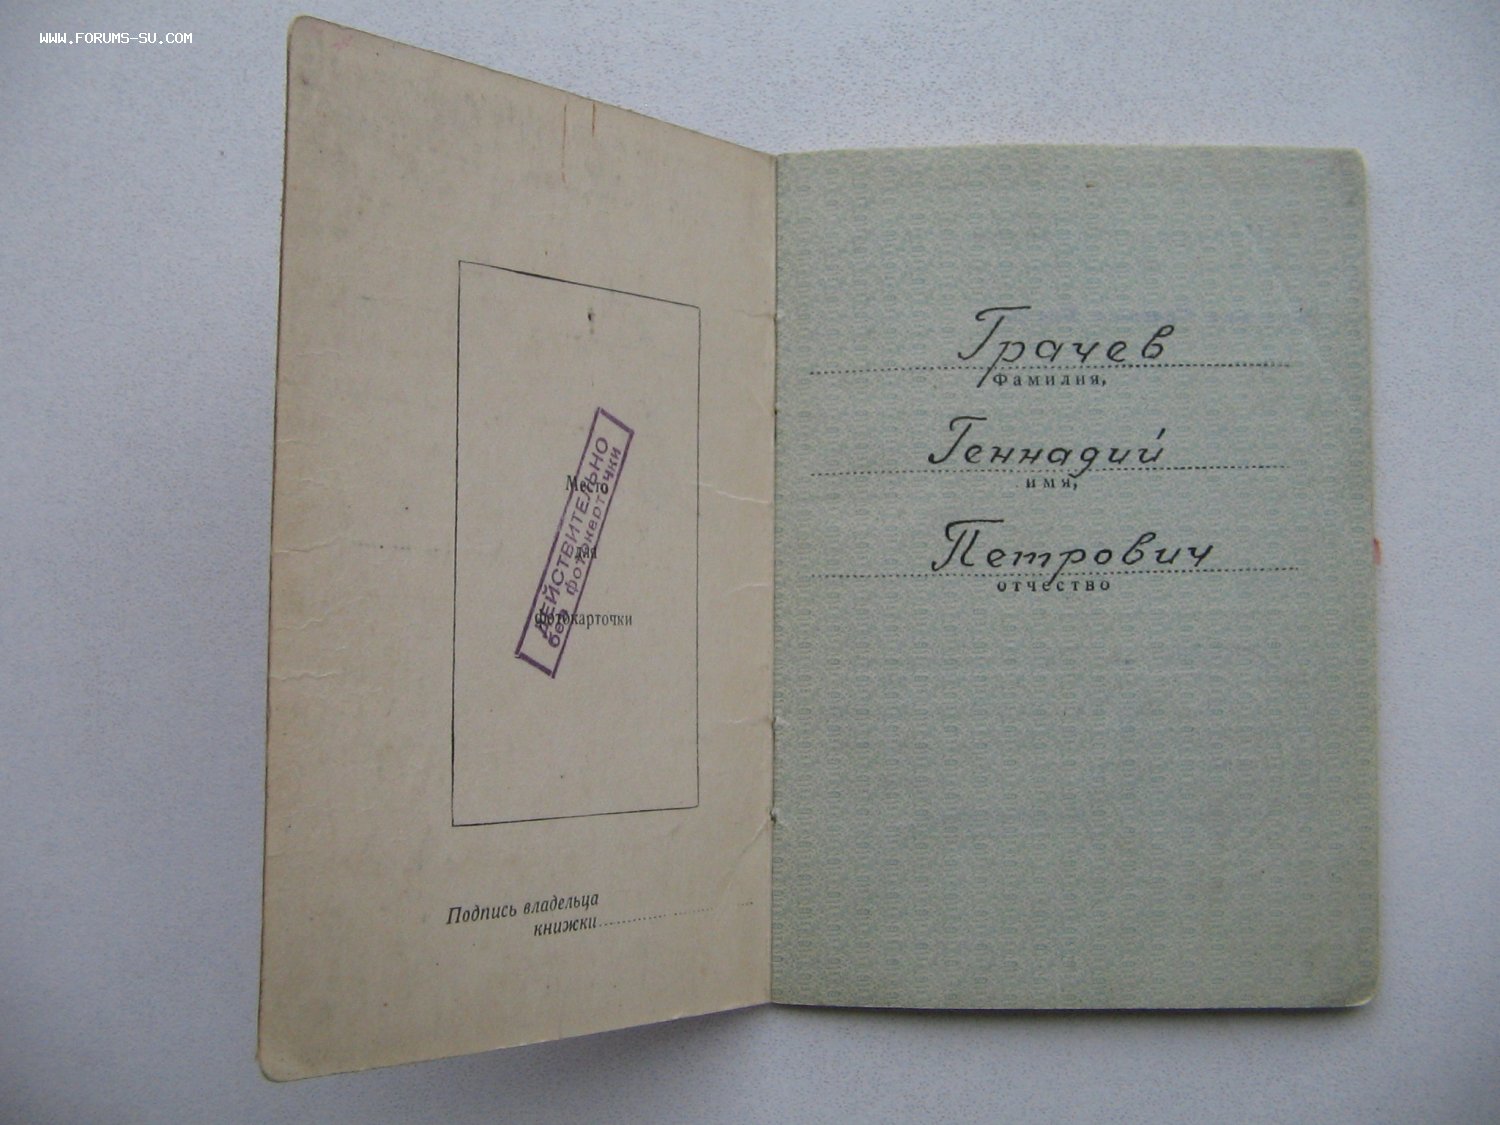 WWW.FORUMS-SU.COM
Место
для
фотокарточки
ДЕЙСТВИТЕЛЬНО
без фотокарточки
Подпись владельца
книжки
Грачев
Фамилия,
Геннадий
имя,
Петрович
отчество